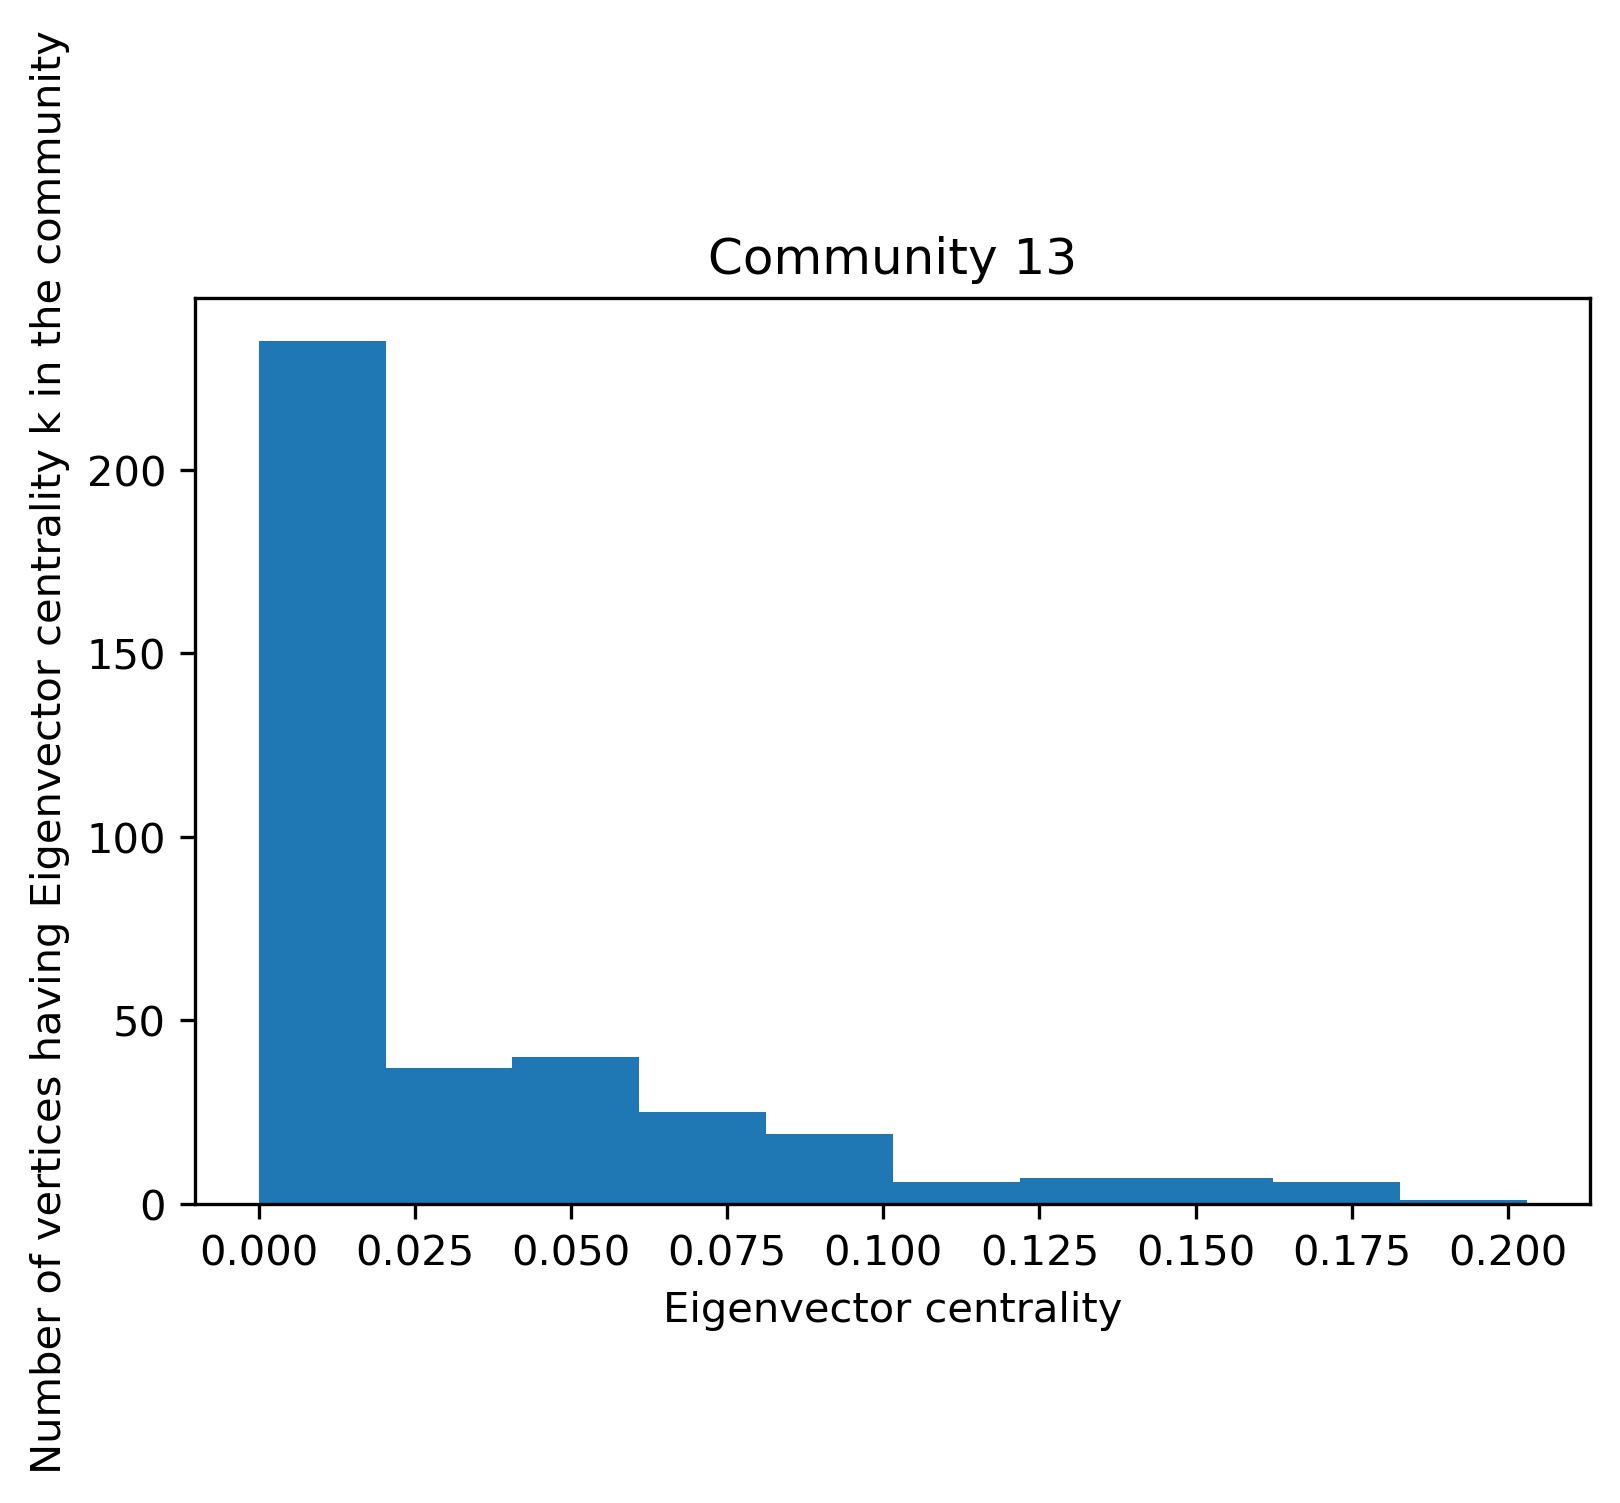 Community 13
Number of vertices having Eigenvector centrality k in the community
200
150
100
50
0
0.000 0.025 0.050 0.075 0.100 0.125 0.150 0.175 0.200
Eigenvector centrality